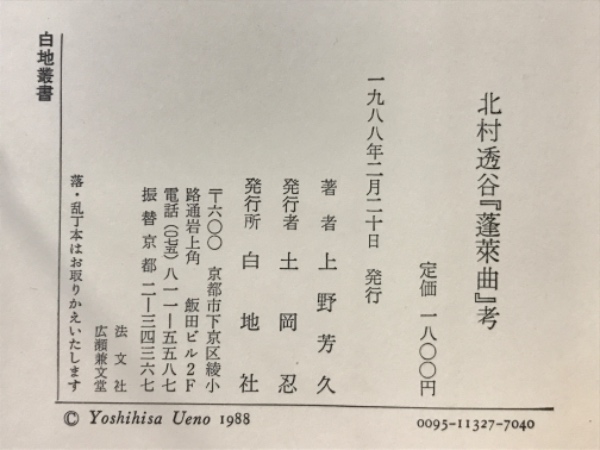 北村透谷『蓬萊曲』考
定価 一八〇〇円
一九八八年二月二十日 発行
著者 上野芳久
発行者 土岡忍
発行所 白地社
〒六〇〇 京都市下京区綾小
路通岩上角 飯田ビル2F
電話(〇七五)八一一―五五八七
振替京都 二―三四三六七
法文社
広瀬兼文堂
落・乱丁本はお取りかえいたします
白地叢書
© Yoshihisa Ueno 1988
0095-11327-7040